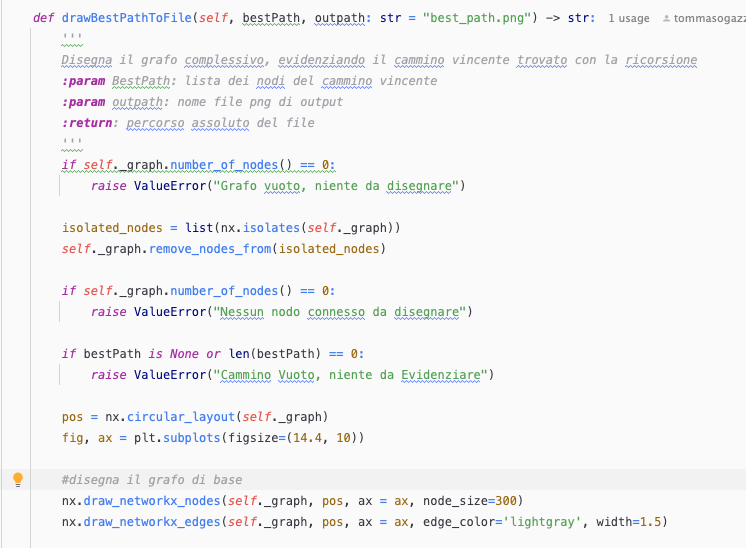 def drawBestPathToFile(self, bestPath, outpath: str = "best_path.png") -> str: 1 usage tommasogazz
'''
Disegna il grafo complessivo, evidenziando il cammino vincente trovato con la ricorsione
:param BestPath: lista dei nodi del cammino vincente
:param outpath: nome file png di output
:return: percorso assoluto del file
'''
if self._graph.number_of_nodes() == 0:
raise ValueError("Grafo vuoto, niente da disegnare")
isolated_nodes = list(nx.isolates(self._graph))
self._graph.remove_nodes_from(isolated_nodes)
if self._graph.number_of_nodes() == 0:
raise ValueError("Nessun nodo connesso da disegnare")
if bestPath is None or len(bestPath) == 0:
raise ValueError("Cammino Vuoto, niente da Evidenziare")
pos = nx.circular_layout(self._graph)
fig, ax = plt.subplots(figsize=(14.4, 10))
#disegna il grafo di base
nx.draw_networkx_nodes(self._graph, pos, ax = ax, node_size=300)
nx.draw_networkx_edges(self._graph, pos, ax = ax, edge_color='lightgray', width=1.5)